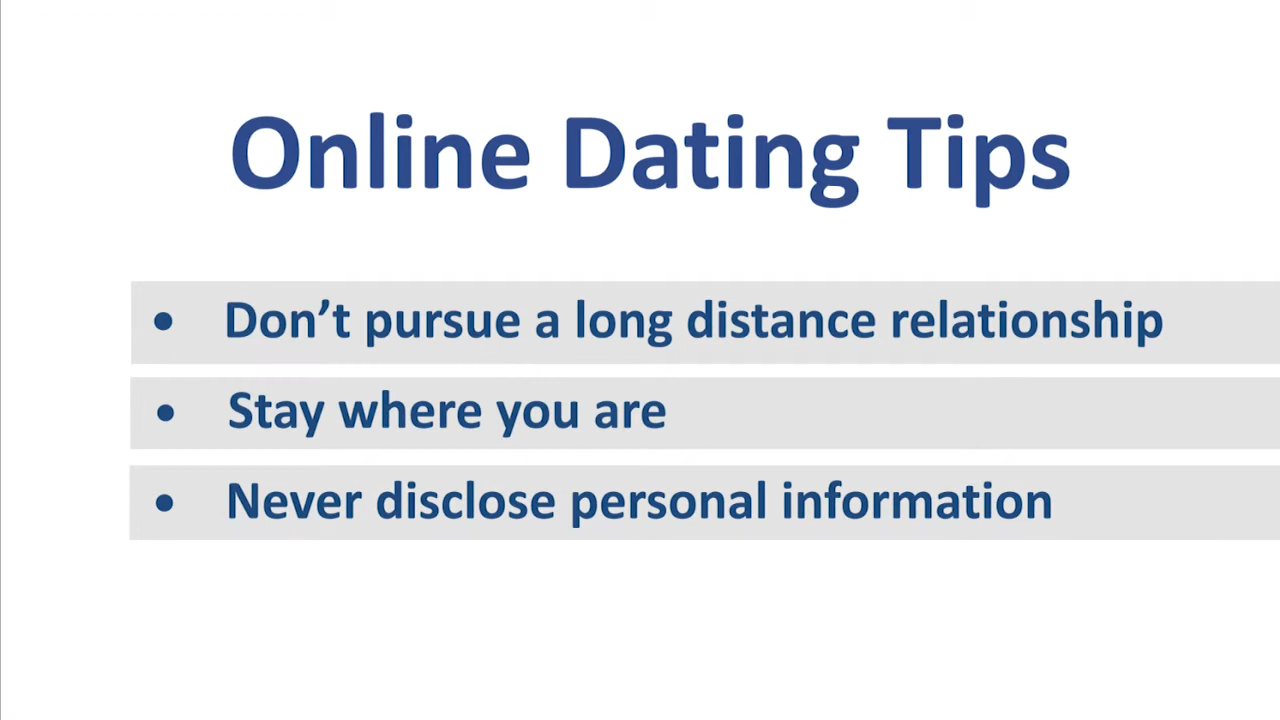 Online Dating Tips
• Don’t pursue a long distance relationship
• Stay where you are
• Never disclose personal information